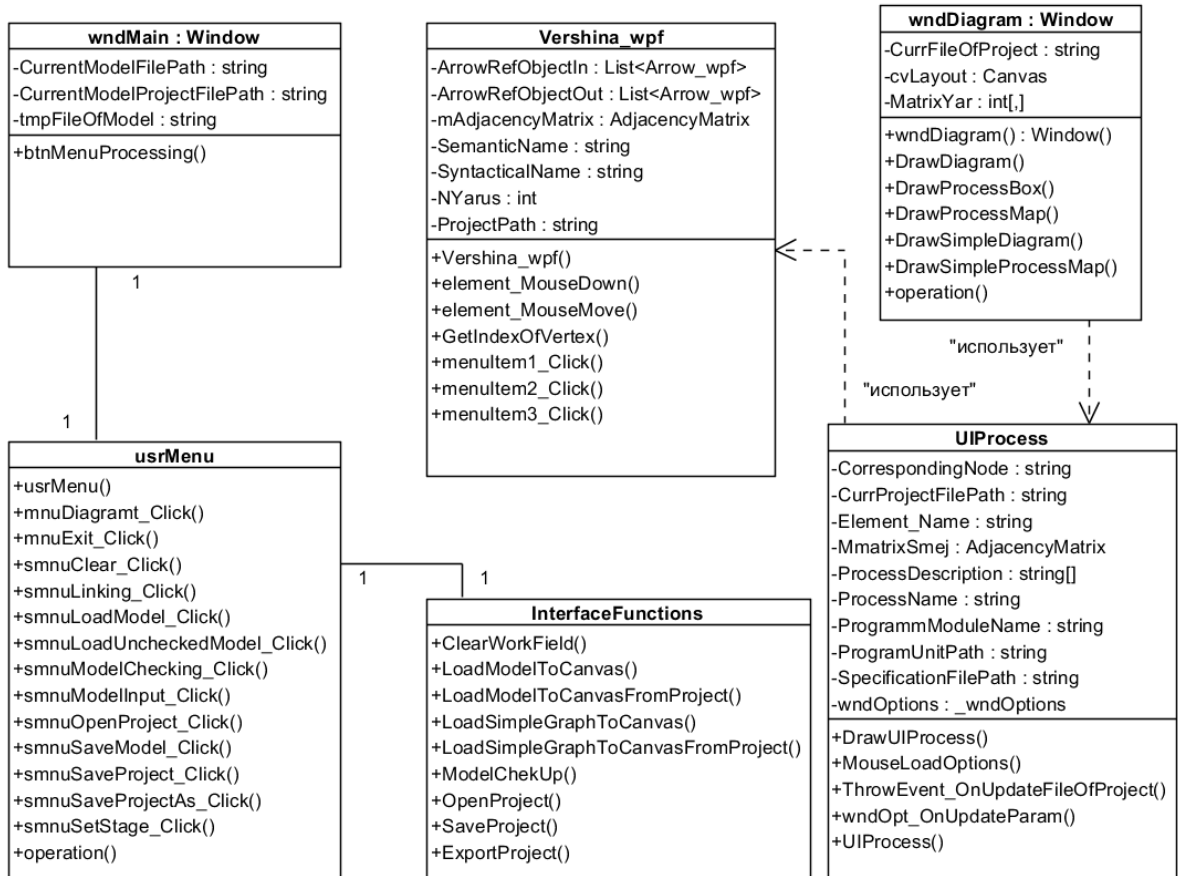 wndMain : Window
-CurrentModelFilePath : string
-CurrentModelProjectFilePath : string
-tmpFileOfModel : string
+btnMenuProcessing()
1
1
usrMenu
+usrMenu()
+mnuDiagramt_Click()
+mnuExit_Click()
+smnuClear_Click()
+smnuLinking_Click()
+smnuLoadModel_Click()
+smnuLoadUncheckedModel_Click()
+smnuModelChecking_Click()
+smnuModelInput_Click()
+smnuOpenProject_Click()
+smnuSaveModel_Click()
+smnuSaveProject_Click()
+smnuSaveProjectAs_Click()
+smnuSetStage_Click()
+operation()
1
1
Vershina_wpf
-ArrowRefObjectIn : List<Arrow_wpf>
-ArrowRefObjectOut : List<Arrow_wpf>
-mAdjacencyMatrix : AdjacencyMatrix
-SemanticName : string
-SyntacticalName : string
-NYarus : int
-ProjectPath : string
+Vershina_wpf()
+element_MouseDown()
+element_MouseMove()
+GetIndexOfVertex()
+menuItem1_Click()
+menuItem2_Click()
+menuItem3_Click()
InterfaceFunctions
+ClearWorkField()
+LoadModelToCanvas()
+LoadModelToCanvasFromProject()
+LoadSimpleGraphToCanvas()
+LoadSimpleGraphToCanvasFromProject()
+ModelChekUp()
+OpenProject()
+SaveProject()
+ExportProject()
wndDiagram : Window
-CurrFileOfProject : string
-cvLayout : Canvas
-MatrixYar : int[,]
+wndDiagram() : Window()
+DrawDiagram()
+DrawProcessBox()
+DrawProcessMap()
+DrawSimpleDiagram()
+DrawSimpleProcessMap()
+operation()
"использует"
"использует"
UIProcess
-CorrespondingNode : string
-CurrProjectFilePath : string
-Element_Name : string
-MmatrixSmej : AdjacencyMatrix
-ProcessDescription : string[]
-ProcessName : string
-ProgrammModuleName : string
-ProgramUnitPath : string
-SpecificationFilePath : string
-wndOptions : _wndOptions
+DrawUIProcess()
+MouseLoadOptions()
+ThrowEvent_OnUpdateFileOfProject()
+wndOpt_OnUpdateParam()
+UIProcess()